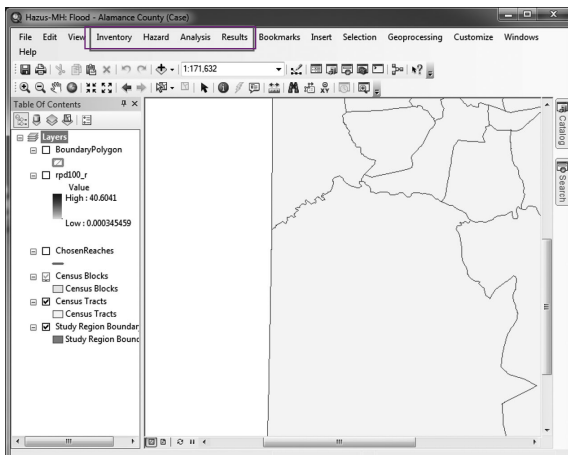 Hazus-MH: Flood - Alamance County (Case)
File Edit View Inventory Hazard Analysis Results Bookmarks Insert Selection Geoprocessing Customize Windows
Help
1:171,632
Table Of Contents
Layers
BoundaryPolygon
rpd100_r
Value
High : 40.6041
Low : 0.000345459
ChosenReaches
Census Blocks
Census Blocks
Census Tracts
Census Tracts
Study Region Boundar
Study Region Bounc
Catalog
Search